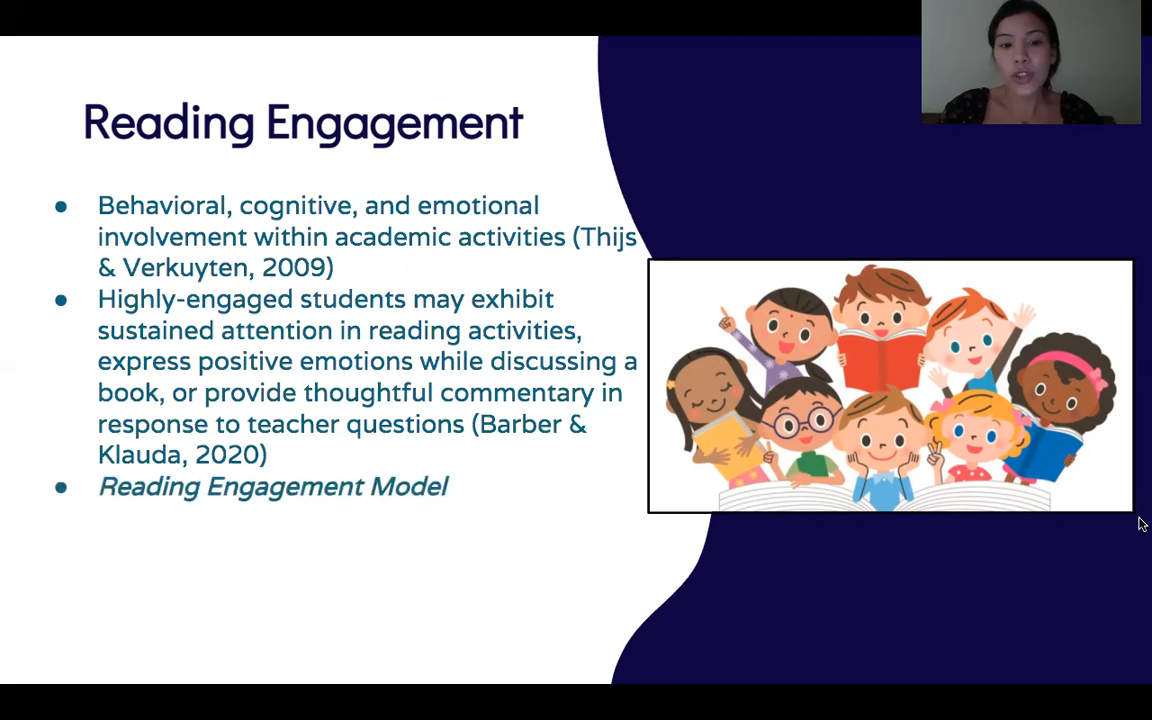 Reading Engagement
● Behavioral, cognitive, and emotional
involvement within academic activities (Thijs
& Verkuyten, 2009)
● Highly-engaged students may exhibit
sustained attention in reading activities,
express positive emotions while discussing a
book, or provide thoughtful commentary in
response to teacher questions (Barber &
Klauda, 2020)
● Reading Engagement Model